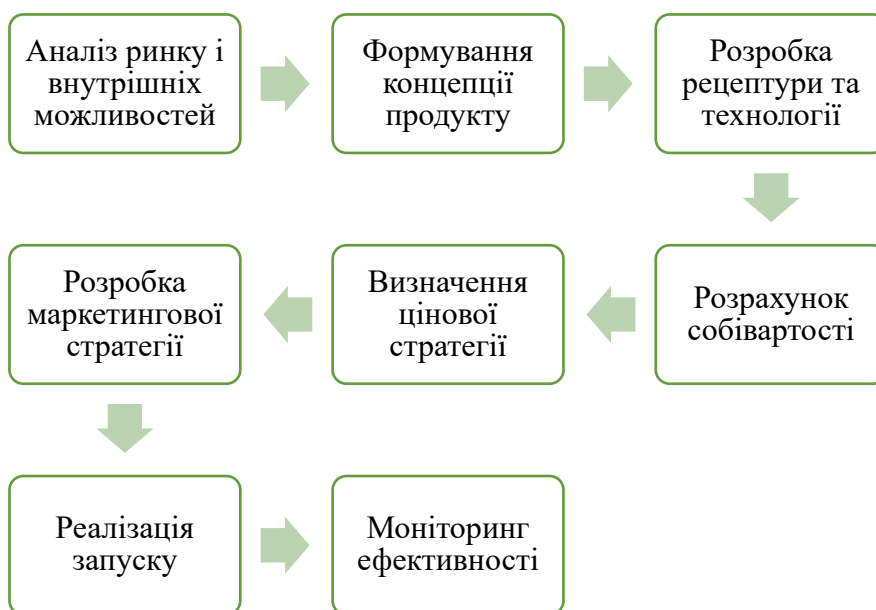 Аналіз ринку і
внутрішніх
можливостей
Формування
концепції
продукту
Розробка
рецептури та
технології
Розрахунок
собівартості
Визначення
цінової
стратегії
Розробка
маркетингової
стратегії
Реалізація
запуску
Моніторинг
ефективності